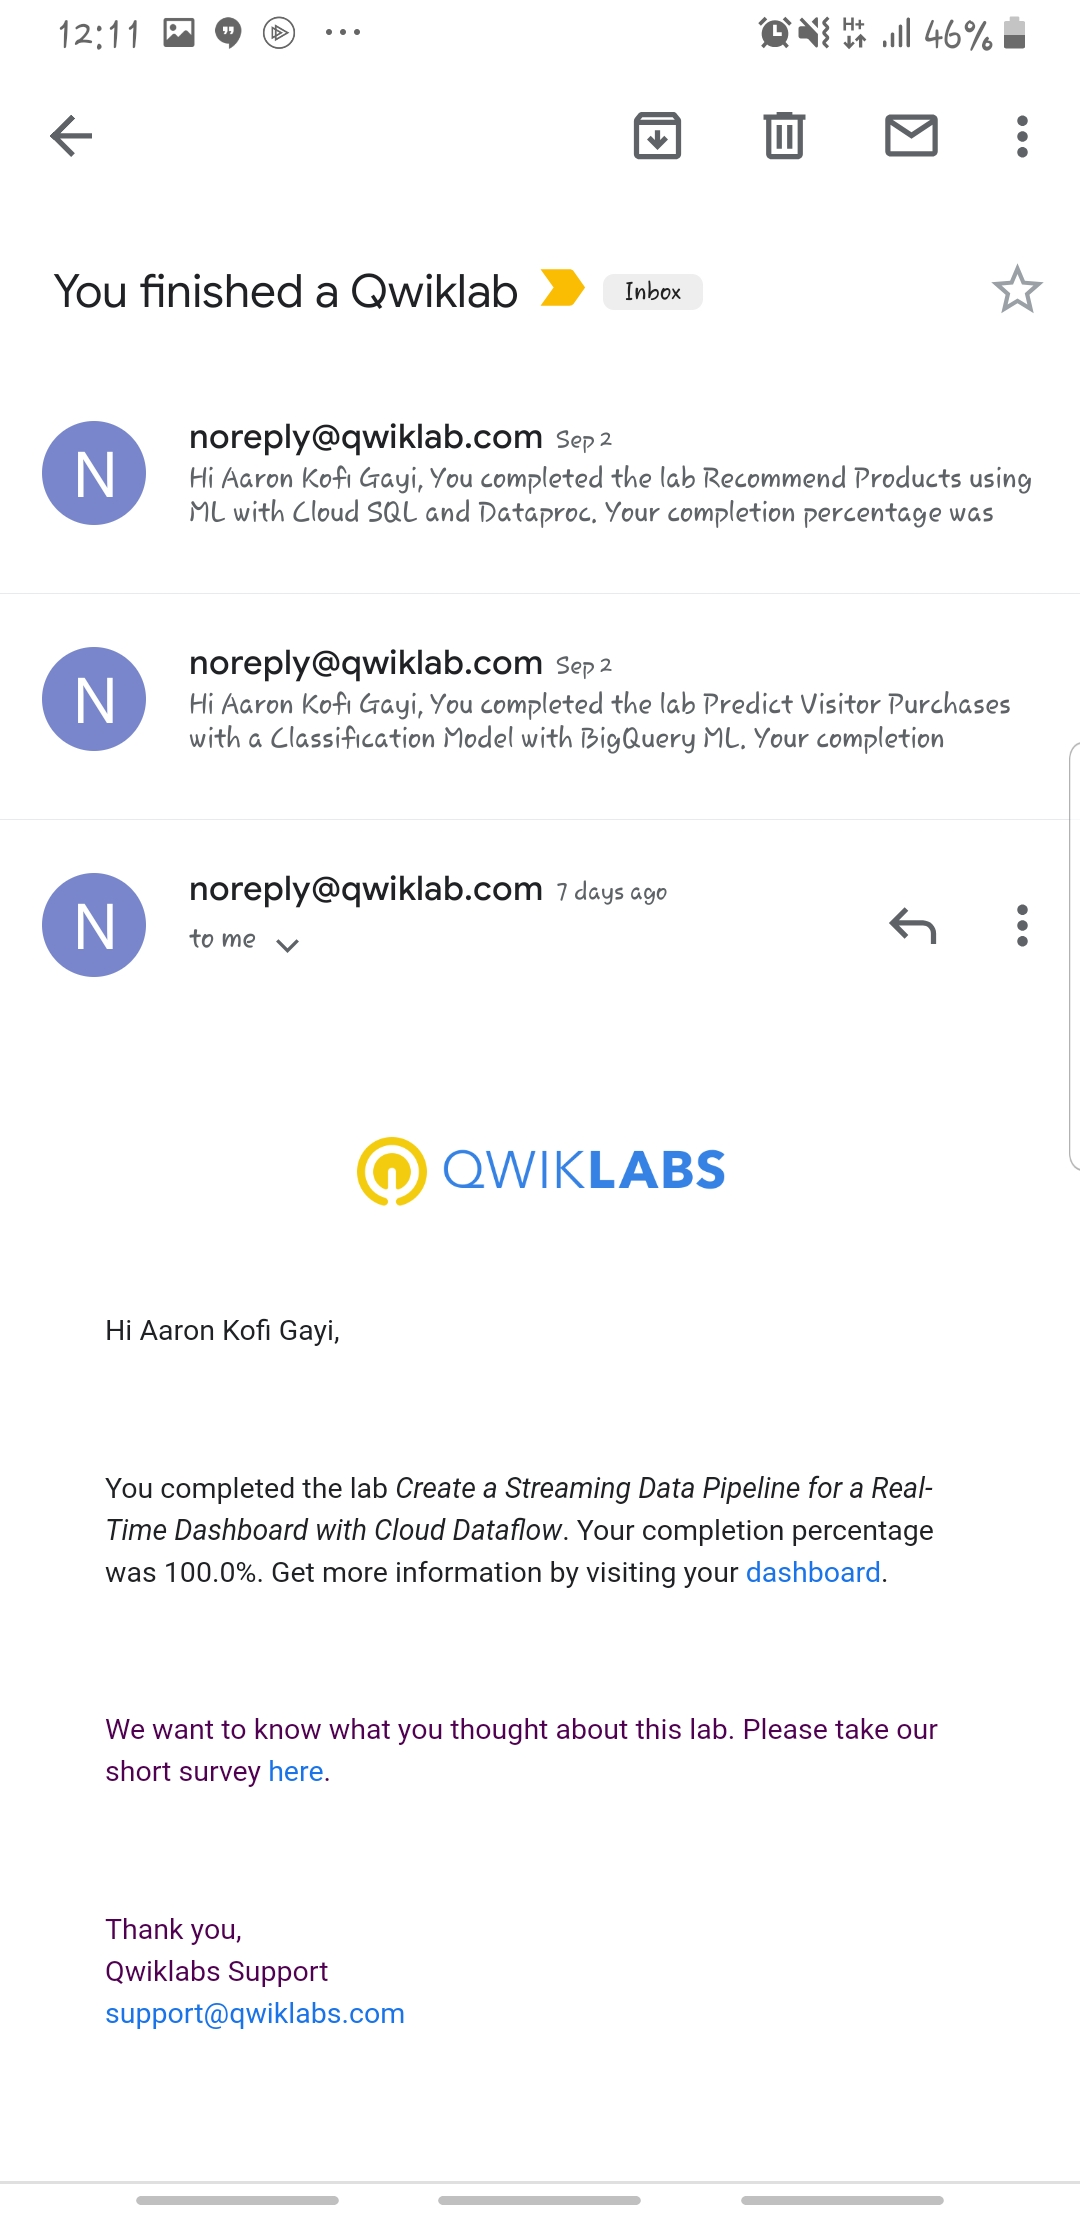 12:11
H+
46%
You finished a Qwiklab
Inbox
N
noreply@qwiklab.com Sep 2
Hi Aaron Kofi Gayi, You completed the lab Recommend Products using
ML with Cloud SQL and Dataproc. Your completion percentage was
N
noreply@qwiklab.com Sep 2
Hi Aaron Kofi Gayi, You completed the lab Predict Visitor Purchases
with a Classification Model with BigQuery ML. Your completion
N
noreply@qwiklab.com 7 days ago
to me
QWIKLABS
Hi Aaron Kofi Gayi,
You completed the lab Create a Streaming Data Pipeline for a Real-
Time Dashboard with Cloud Dataflow. Your completion percentage
was 100.0%. Get more information by visiting your dashboard.
We want to know what you thought about this lab. Please take our
short survey here.
Thank you,
Qwiklabs Support
support@qwiklabs.com